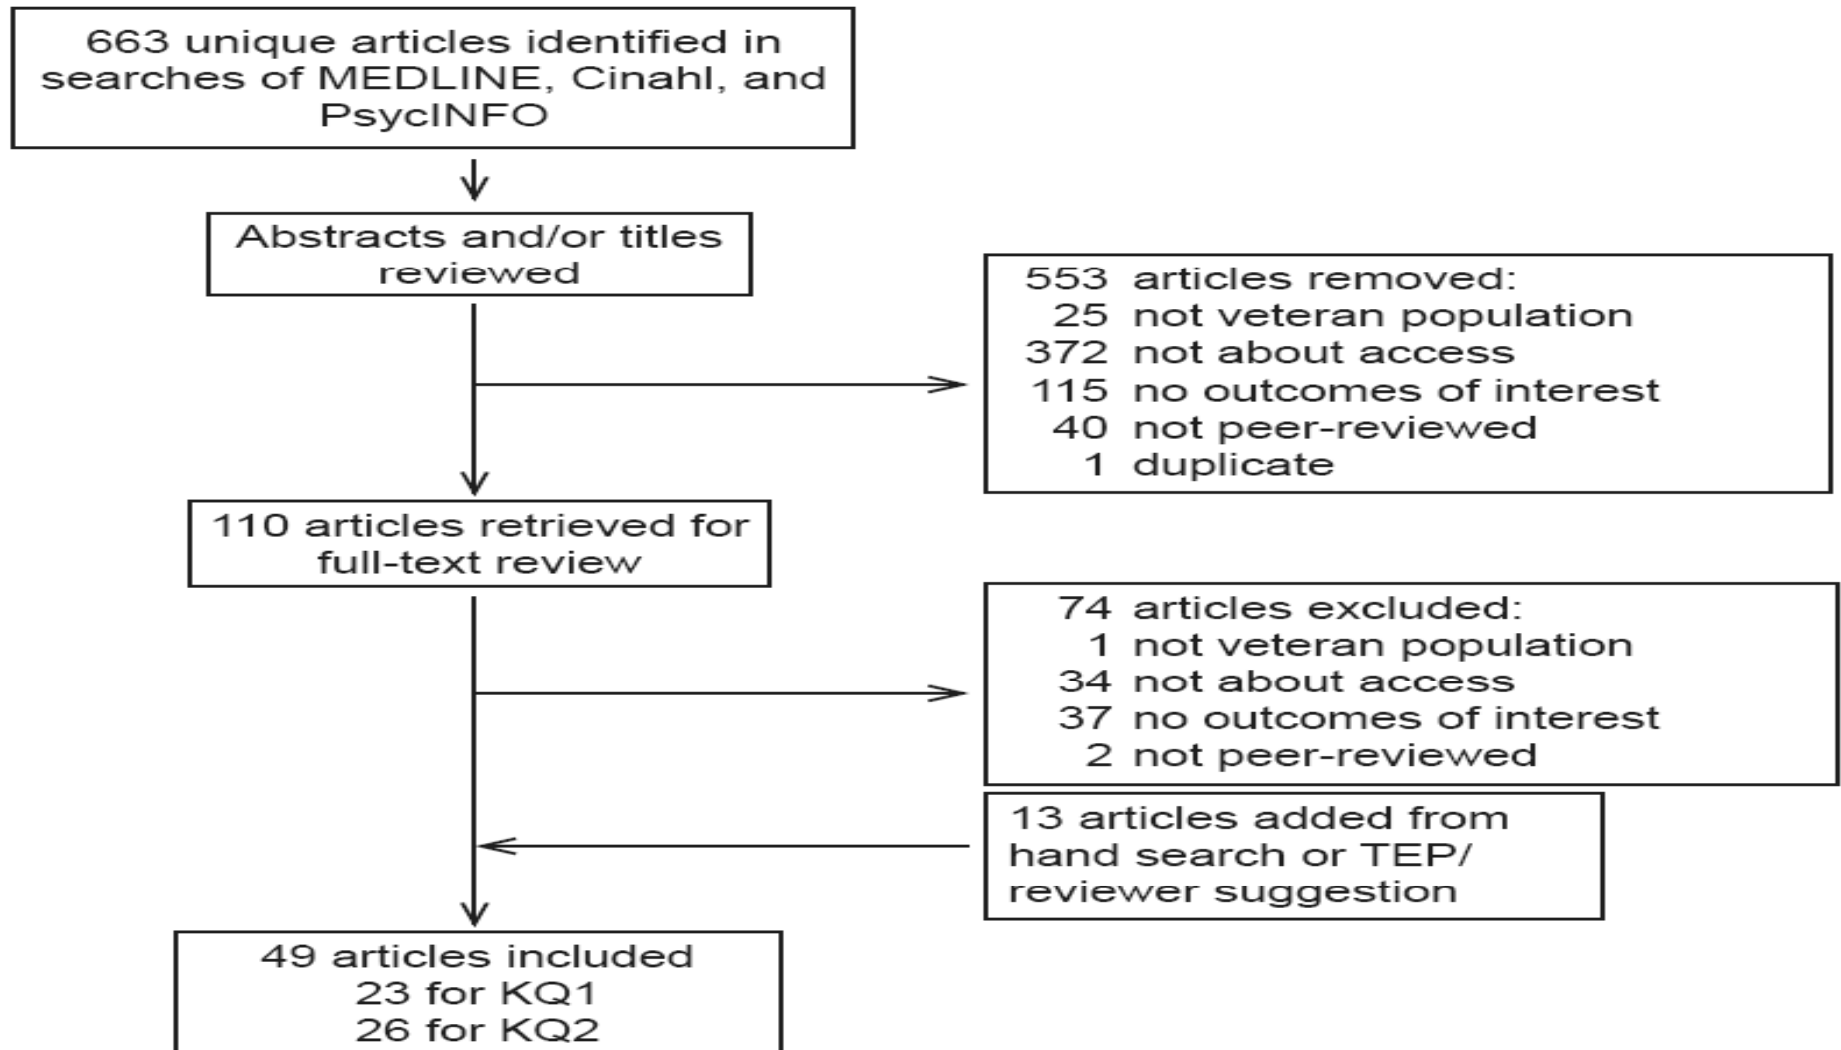 663 unique articles identified in
searches of MEDLINE, Cinahl, and
PsycINFO
Abstracts and/or titles
reviewed
553 articles removed:
25 not veteran population
372 not about access
115 no outcomes of interest
40 not peer-reviewed
1 duplicate
110 articles retrieved for
full-text review
74 articles excluded:
1 not veteran population
34 not about access
37 no outcomes of interest
2 not peer-reviewed
13 articles added from
hand search or TEP/
reviewer suggestion
49 articles included
23 for KQ1
26 for KQ2